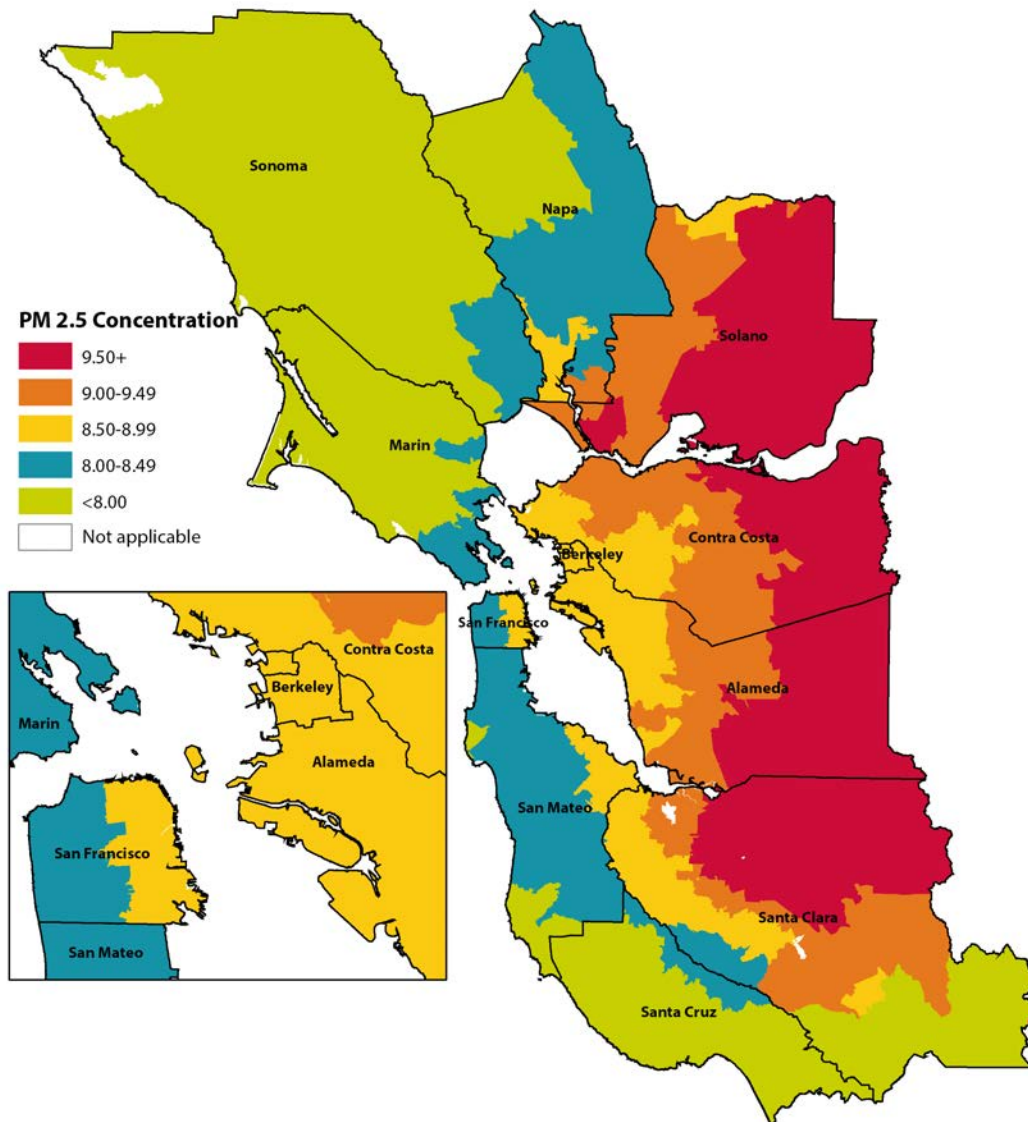 Sonoma
Napa
PM 2.5 Concentration
9.50+
9.00-9.49
8.50-8.99
8.00-8.49
<8.00
Not applicable
Solano
Marin
Contra Costa
Berkeley
San Francisco
Alameda
San Mateo
Santa Clara
Santa Cruz
Contra Costa
Berkeley
Marin
Alameda
San Francisco
San Mateo